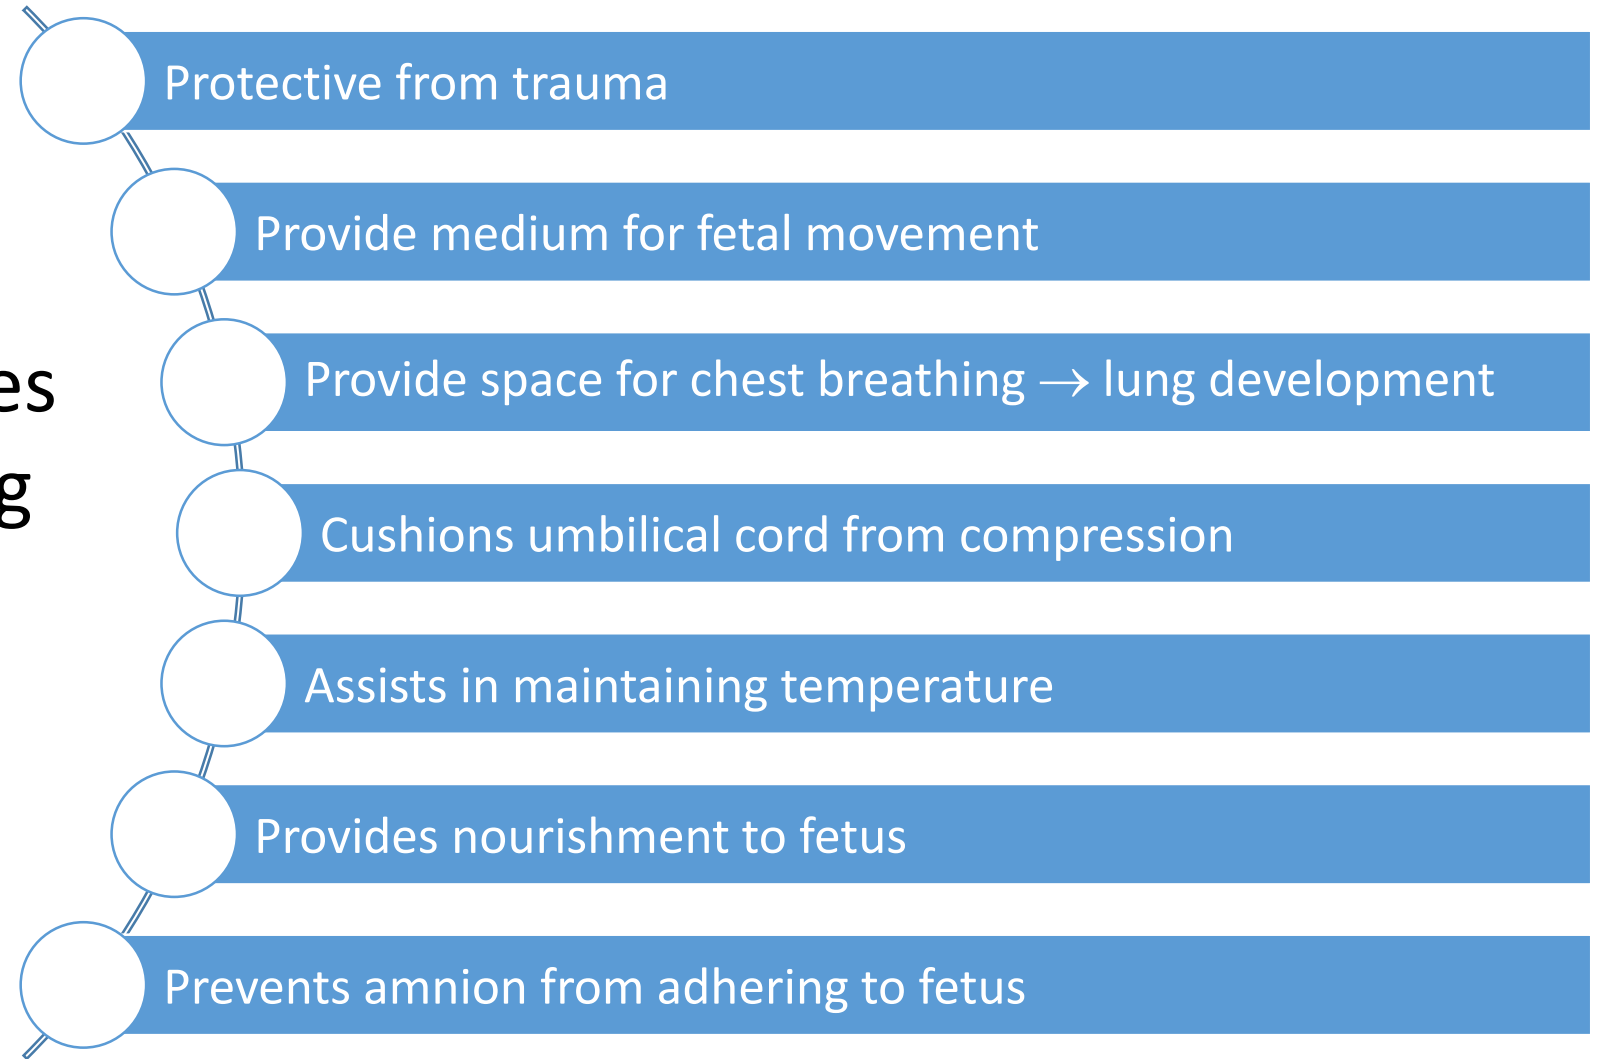 Protective from trauma
Provide medium for fetal movement
Provide space for chest breathing → lung development
Cushions umbilical cord from compression
Assists in maintaining temperature
Provides nourishment to fetus
Prevents amnion from adhering to fetus